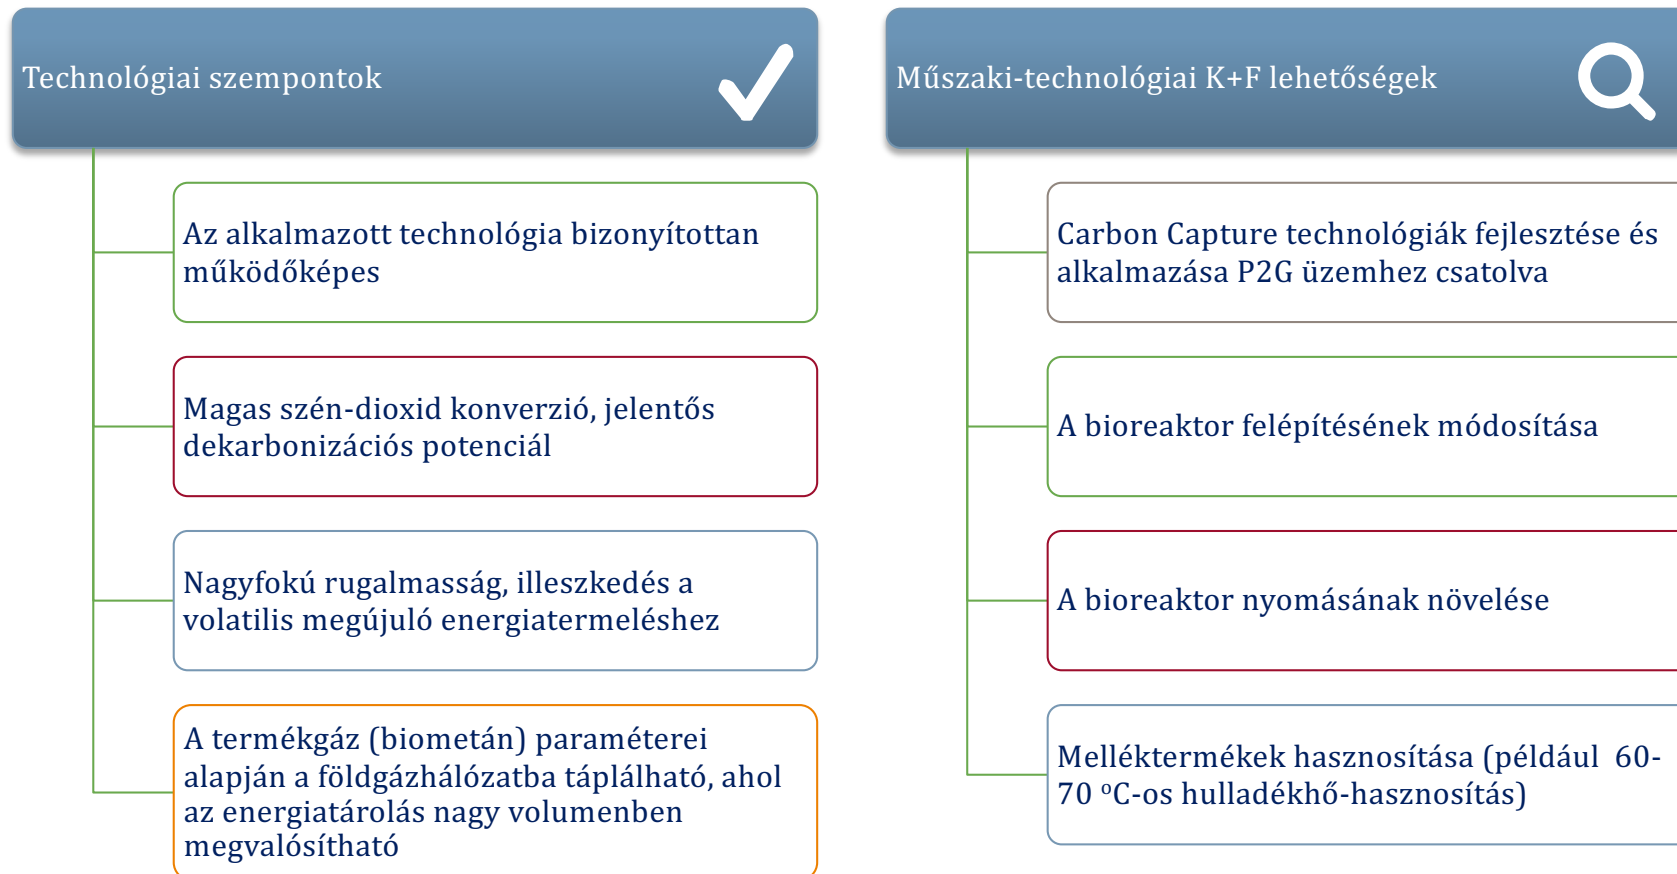 Technológiai szempontok
Az alkalmazott technológia bizonyítottan
működőképes
Magas szén-dioxid konverzió, jelentős
dekarbonizációs potenciál
Nagyfokú rugalmasság, illeszkedés a
volatilis megújuló energiatermeléshez
A termékgáz (biometán) paraméterei
alapján a földgázhálózatba táplálható, ahol
az energiatárolás nagy volumenben
megvalósítható
Műszaki-technológiai K+F lehetőségek
Carbon Capture technológiák fejlesztése és
alkalmazása P2G üzemhez csatolva
A bioreaktor felépítésének módosítása
A bioreaktor nyomásának növelése
Melléktermékek hasznosítása (például 60-
70 °C-os hulladékhő-hasznosítás)